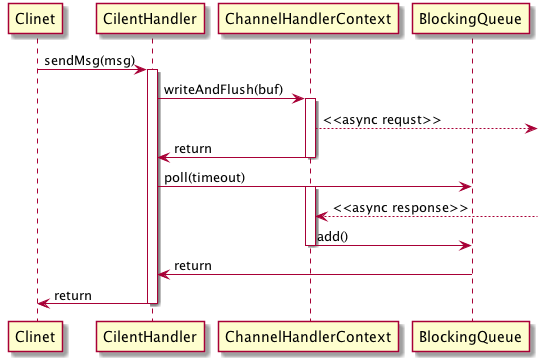 Clinet CilentHandler ChannelHandlerContext BlockingQueue
sendMsg(msg)
writeAndFlush(buf)
<<async requst>>
return
poll(timeout)
<<async response>>
add()
return
return
Clinet CilentHandler ChannelHandlerContext BlockingQueue